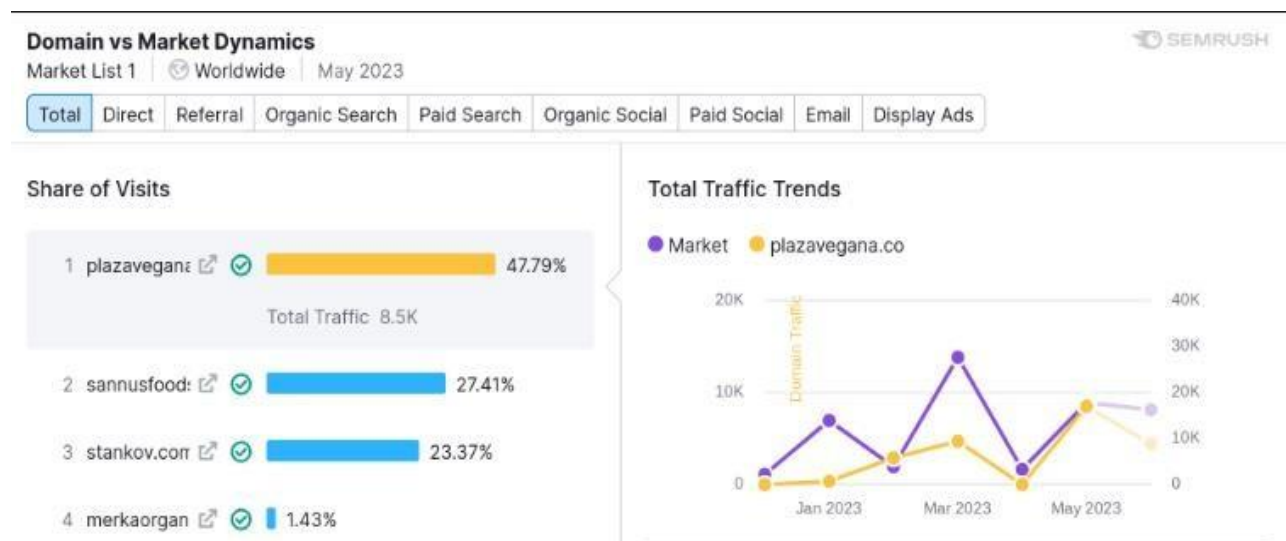 Domain vs Market Dynamics
SEMRUSH
Market List 1 Worldwide May 2023
Total Direct Referral Organic Search Paid Search Organic Social Paid Social Email Display Ads
Share of Visits
1 plazavegana 47.79%
Total Traffic 8.5K
2 sannusfoods 27.41%
3 stankov.com 23.37%
4 merkaorgan 1.43%
Total Traffic Trends
Market plazavegana.co
Domain Traffic
20K 40K
30K
10K 20K
10K
0 0
Jan 2023 Mar 2023 May 2023